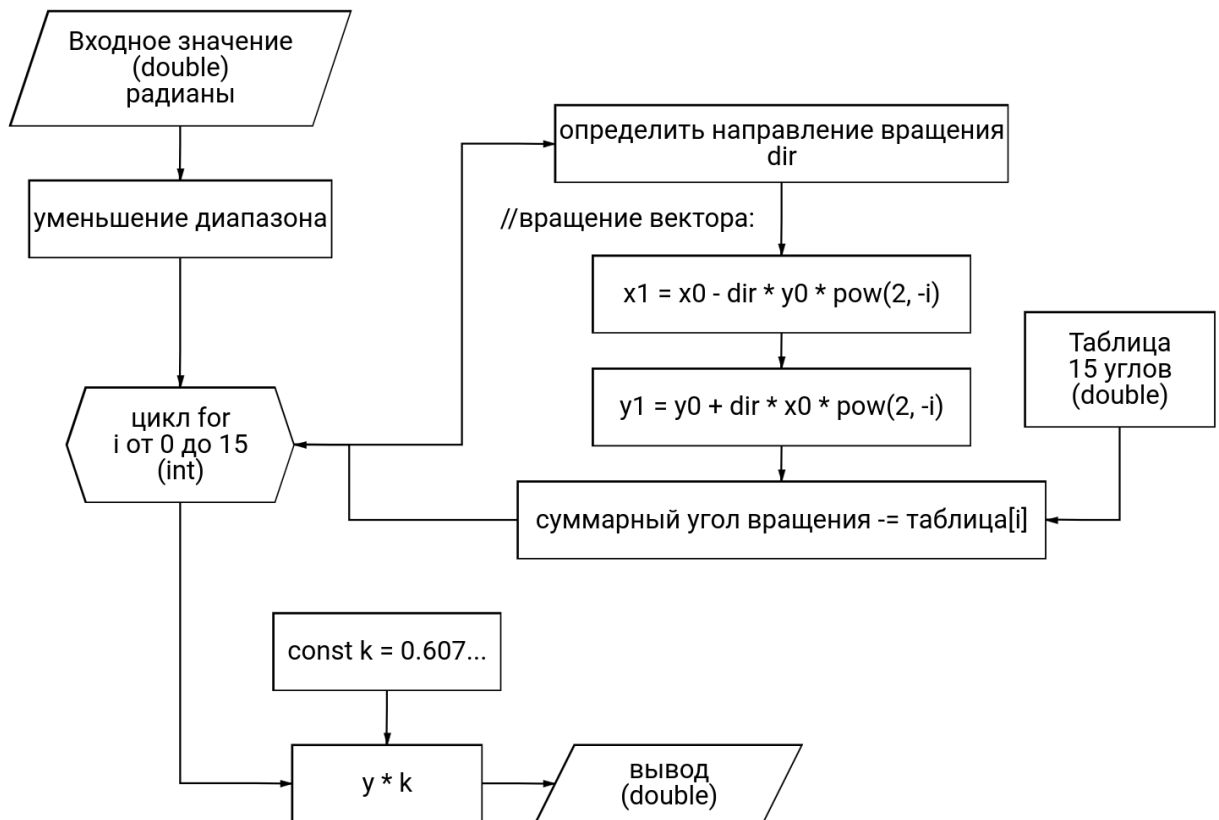 Входное значение
(double)
радианы
уменьшение диапазона
цикл for
i от 0 до 15
(int)
определить направление вращения
dir
//вращение вектора:
x1 = x0 - dir * y0 * pow(2, -i)
y1 = y0 + dir * x0 * pow(2, -i)
Таблица
15 углов
(double)
суммарный угол вращения -= таблица[i]
const k = 0.607...
y * k
вывод
(double)